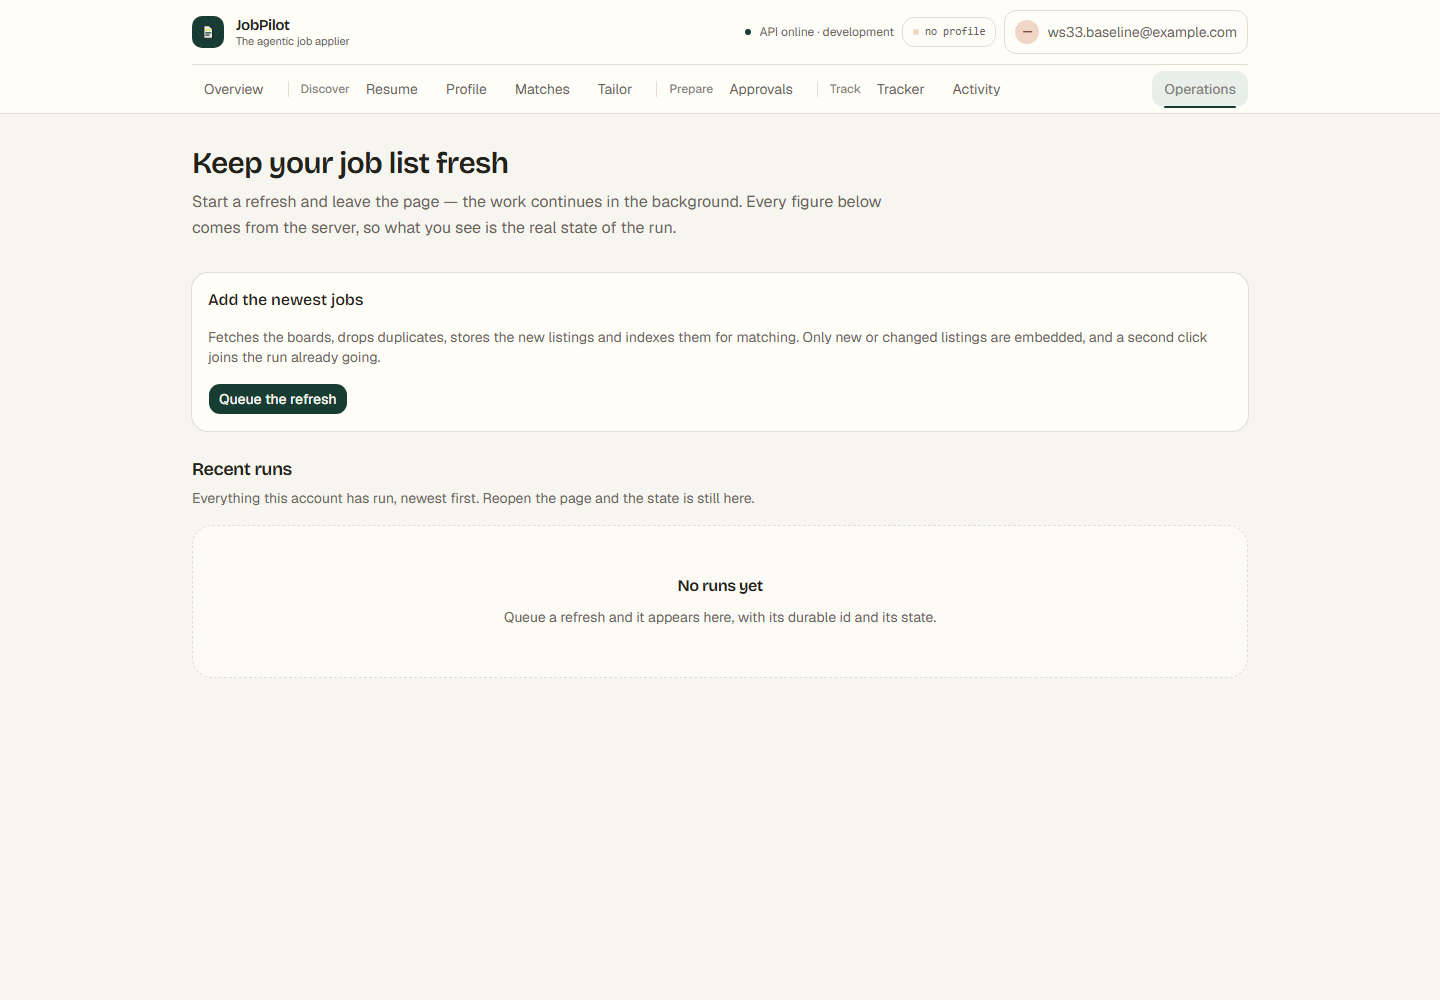 JobPilot
The agentic job applier
API online · development
no profile
ws33.baseline@example.com
Overview
Discover
Resume
Profile
Matches
Tailor
Prepare
Approvals
Track
Tracker
Activity
Operations
Keep your job list fresh
Start a refresh and leave the page — the work continues in the background. Every figure below
comes from the server, so what you see is the real state of the run.
Add the newest jobs
Fetches the boards, drops duplicates, stores the new listings and indexes them for matching. Only new or changed listings are embedded, and a second click
joins the run already going.
Queue the refresh
Recent runs
Everything this account has run, newest first. Reopen the page and the state is still here.
No runs yet
Queue a refresh and it appears here, with its durable id and its state.